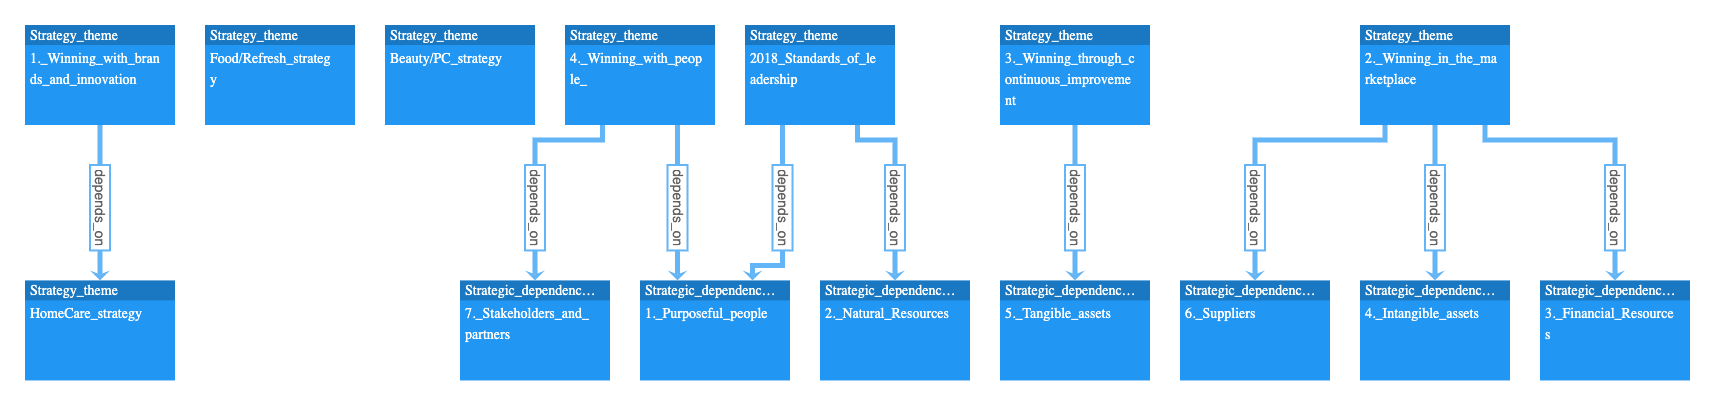 Strategy_theme
1._Winning_with_bran
ds_and_innovation
Strategy_theme
Food/Refresh_strateg
y
Strategy_theme
Beauty/PC_strategy
Strategy_theme
4._Winning_with_peop
le_
Strategy_theme
2018_Standards_of_le
adership
Strategy_theme
3._Winning_through_c
ontinuous_improveme
nt
Strategy_theme
2._Winning_in_the_ma
rketplace
depends_on
depends_on
depends_on
depends_on
depends_on
depends_on
depends_on
depends_on
depends_on
Strategy_theme
HomeCare_strategy
Strategic_dependenc…
7._Stakeholders_and_
partners
Strategic_dependenc…
1._Purposeful_people
Strategic_dependenc…
2._Natural_Resources
Strategic_dependenc…
5._Tangible_assets
Strategic_dependenc…
6._Suppliers
Strategic_dependenc…
4._Intangible_assets
Strategic_dependenc…
3._Financial_Resource
s